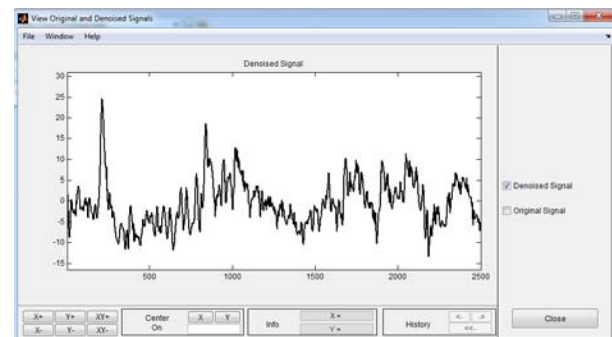 View Original and Denoised Signals
File Window Help
Denoised Signal
30
25
20
15
10
5
0
-5
-10
-15
500
1000
1500
2000
2500
Denoised Signal
Original Signal
X+ Y+ XY+
X- Y- XY-
Center
On
X Y
Info
X =
Y =
History
<- ->
<<-
Close